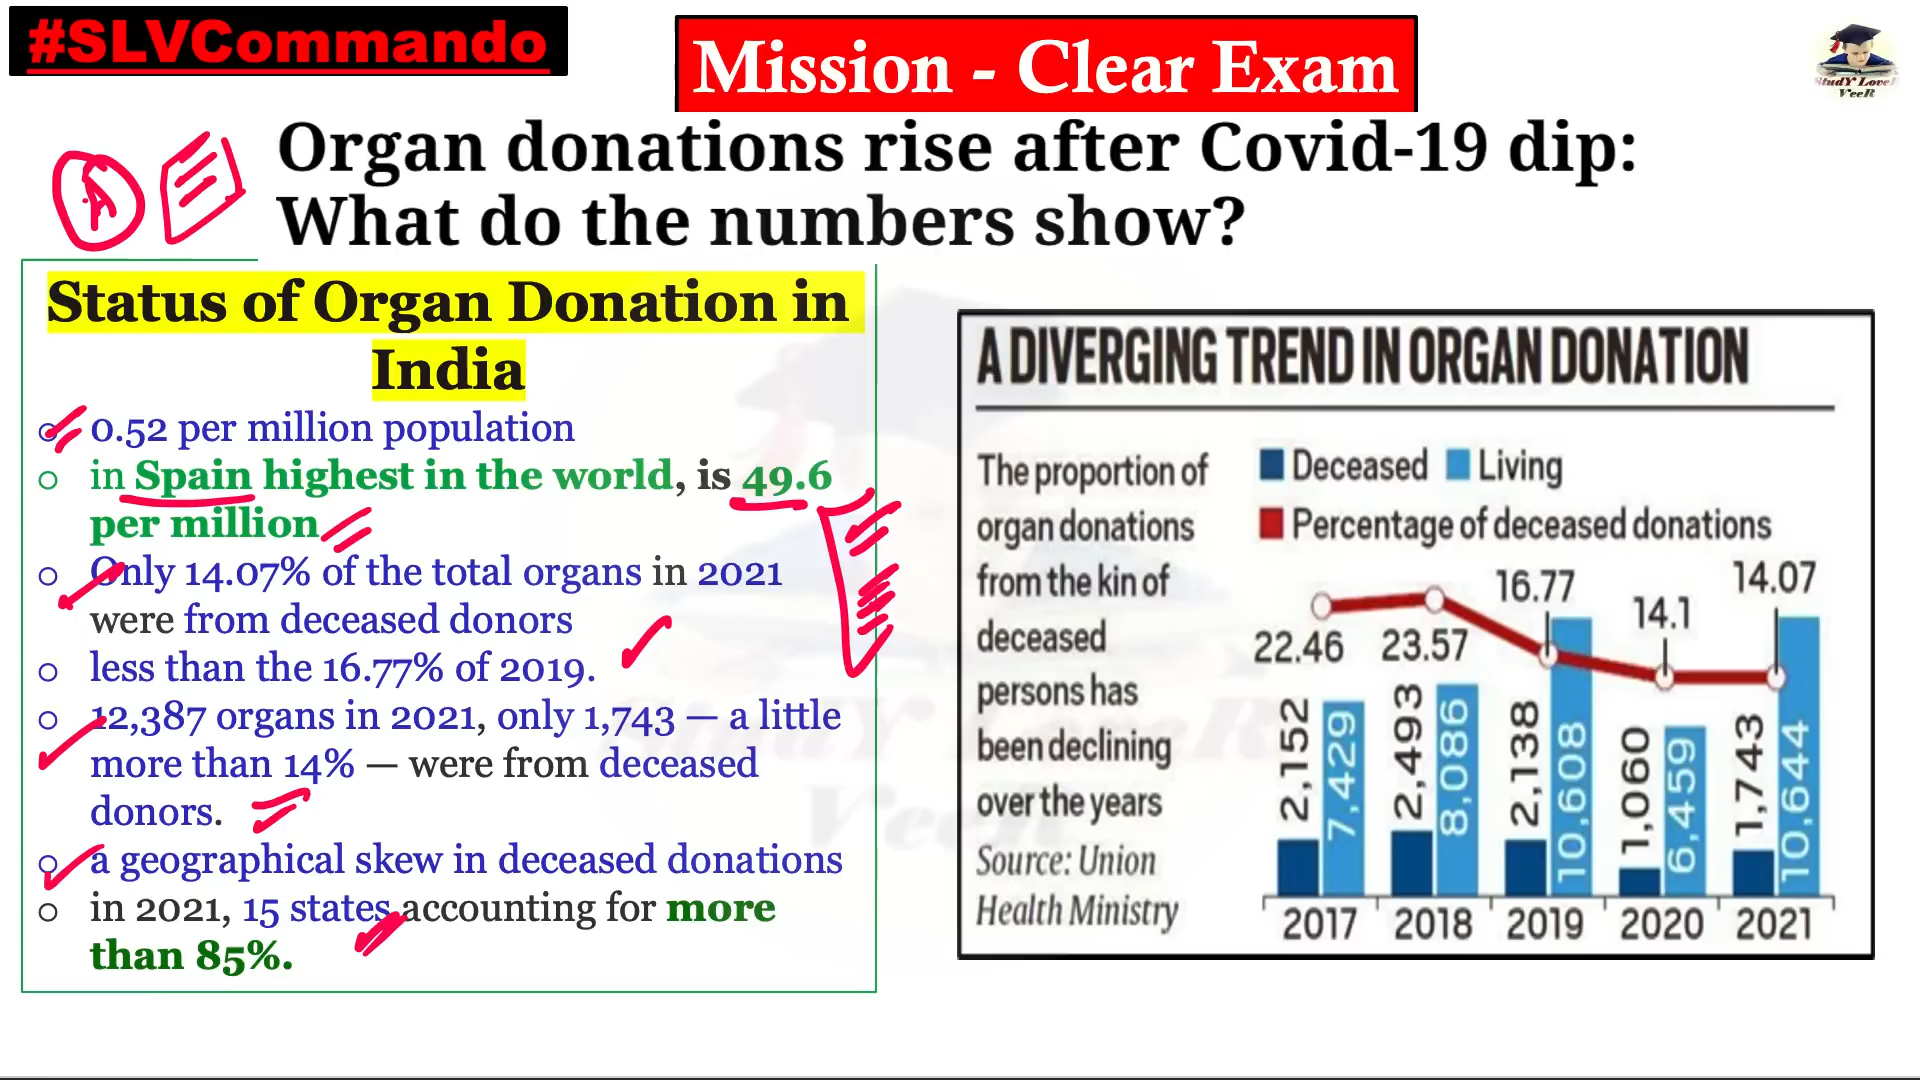 #SLVCommando
Mission - Clear Exam
StudY LoveR
VeeR
A
Organ donations rise after Covid-19 dip:
What do the numbers show?
Status of Organ Donation in
India
0.52 per million population
in Spain highest in the world, is 49.6
per million
Only 14.07% of the total organs in 2021
were from deceased donors
less than the 16.77% of 2019.
12,387 organs in 2021, only 1,743 — a little
more than 14% — were from deceased
donors.
a geographical skew in deceased donations
in 2021, 15 states accounting for more
than 85%.
StudY LoveR
VeeR
A DIVERGING TREND IN ORGAN DONATION
The proportion of
organ donations
from the kin of
deceased
persons has
been declining
over the years
Source: Union
Health Ministry
Deceased Living
Percentage of deceased donations
22.46 23.57 16.77 14.1 14.07
2,152 7,429 2,493 8,086 2,138 10,608 1,060 6,459 1,743 10,644
2017 2018 2019 2020 2021